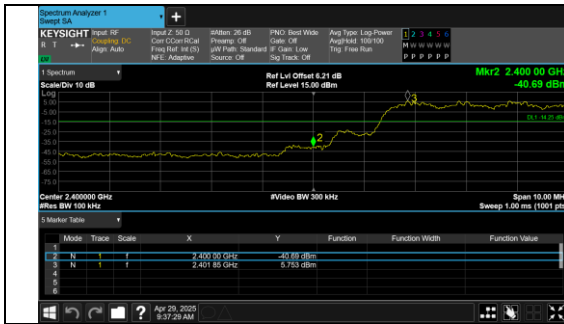 Spectrum Analyzer 1
Swept SA
KEYSIGHT
R T
Input: RF
Coupling: DC
Align: Auto
Input Z: 50 Ω
Corr CCorr RCal
Freq Ref: Int (S)
NFE: Adaptive
#Atten: 26 dB
Preamp: Off
µW Path: Standard
Source: Off
PNO: Best Wide
Gate: Off
IF Gain: Low
Sig Track: Off
Avg Type: Log-Power
Avg|Hold: 100/100
Trig: Free Run
1 2 3 4 5 6
M W W W W W
P P P P P P
1 Spectrum
Scale/Div 10 dB
Ref Lvl Offset 6.21 dB
Ref Level 15.00 dBm
Mkr2 2.400 00 GH
-40.69 dBm
Log
5.00
-5.00
-15.0
-25.0
-35.0
-45.0
-55.0
-65.0
-75.0
2
3
DL1 -14.25 dB
Center 2.400000 GHz
#Res BW 100 kHz
#Video BW 300 kHz
Span 10.00 MH
Sweep 1.00 ms (1001 pts
5 Marker Table
Mode Trace Scale X Y Function Function Width Function Value
1
2 N 1 f 2.400 00 GHz -40.69 dBm
3 N 1 f 2.401 85 GHz 5.753 dBm
4
5
6
?
Apr 29, 2025
9:37:29 AM